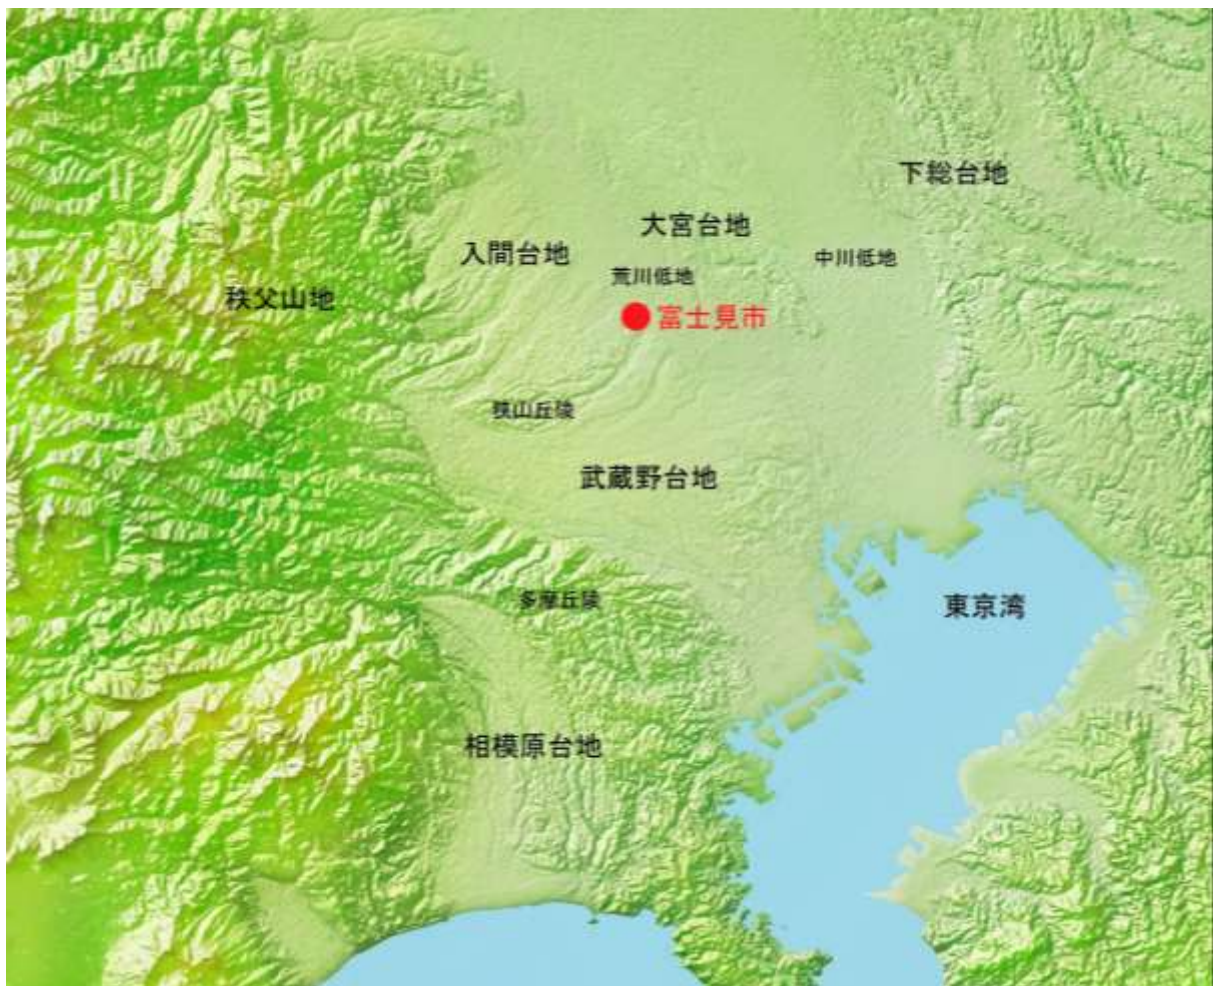 下総台地
大宮台地
入間台地
中川低地
荒川低地
秩父山地
富士見市
狭山丘陵
武蔵野台地
多摩丘陵
東京湾
相模原台地